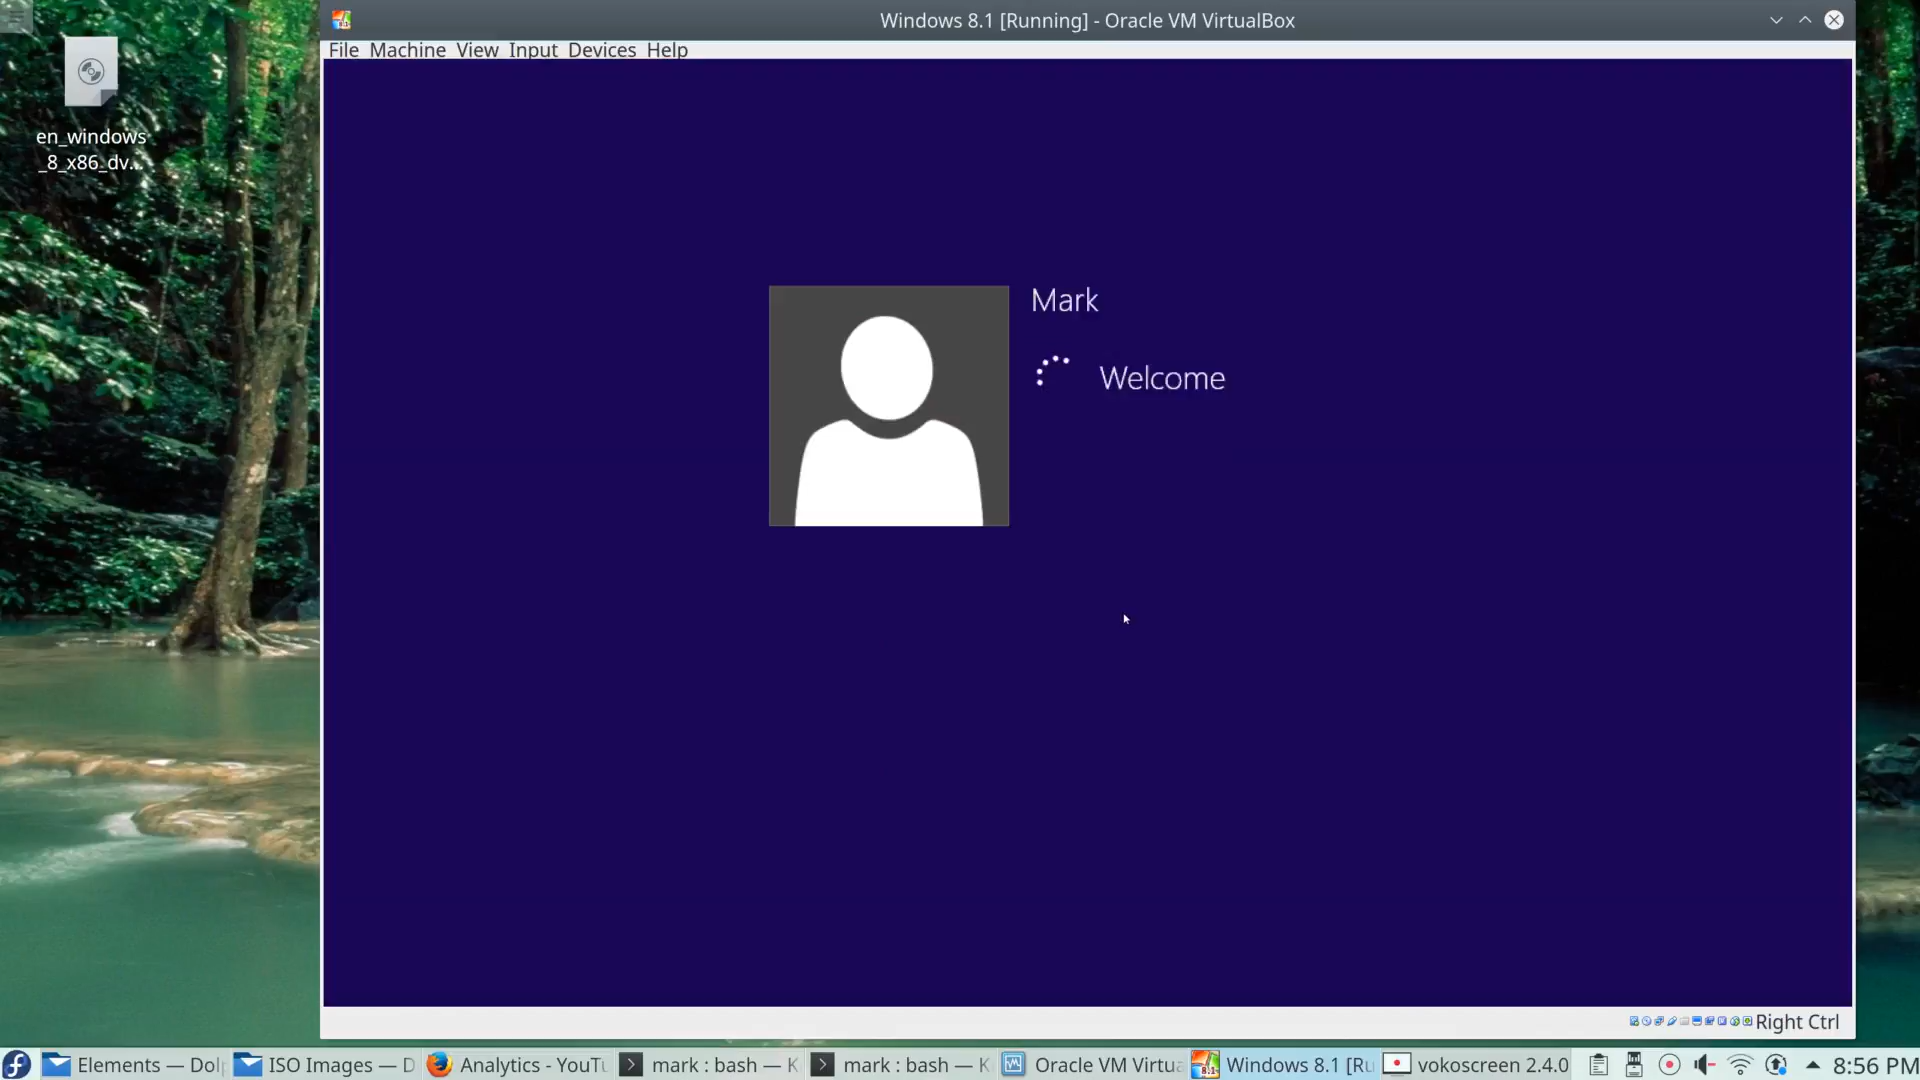 Windows 8.1 [Running] - Oracle VM VirtualBox
File Machine View Input Devices Help
en_windows
_8_x86_dv...
Mark
Welcome
Right Ctrl
Elements — Dol
ISO Images — D
Analytics - YouTu
mark : bash — K
mark : bash — K
Oracle VM Virtua
Windows 8.1 [Ru
vokoscreen 2.4.0
8:56 PM